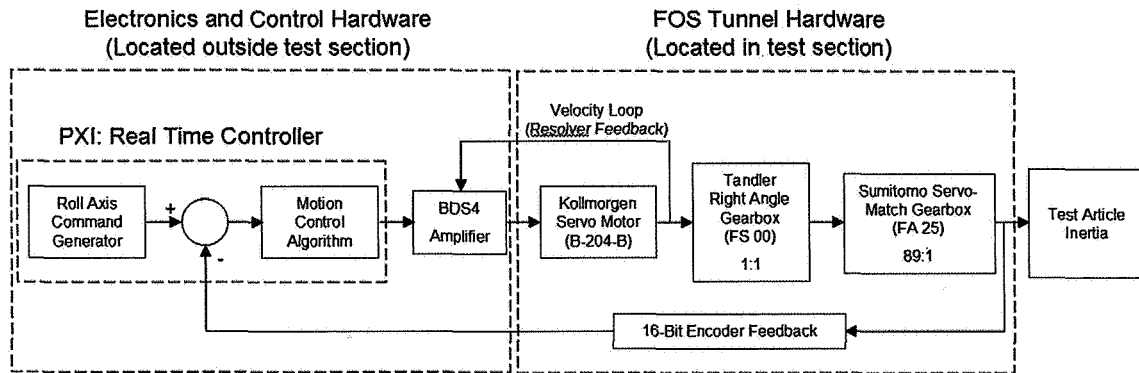 Electronics and Control Hardware
(Located outside test section)
FOS Tunnel Hardware
(Located in test section)
PXI: Real Time Controller
Velocity Loop
(Resolver Feedback)
Roll Axis
Command
Generator
+
-
Motion
Control
Algorithm
BDS4
Amplifier
Kollmorgen
Servo Motor
(B-204-B)
Tandler
Right Angle
Gearbox
(FS 00)
1:1
Sumitomo Servo-
Match Gearbox
(FA 25)
89:1
Test Article
Inertia
16-Bit Encoder Feedback